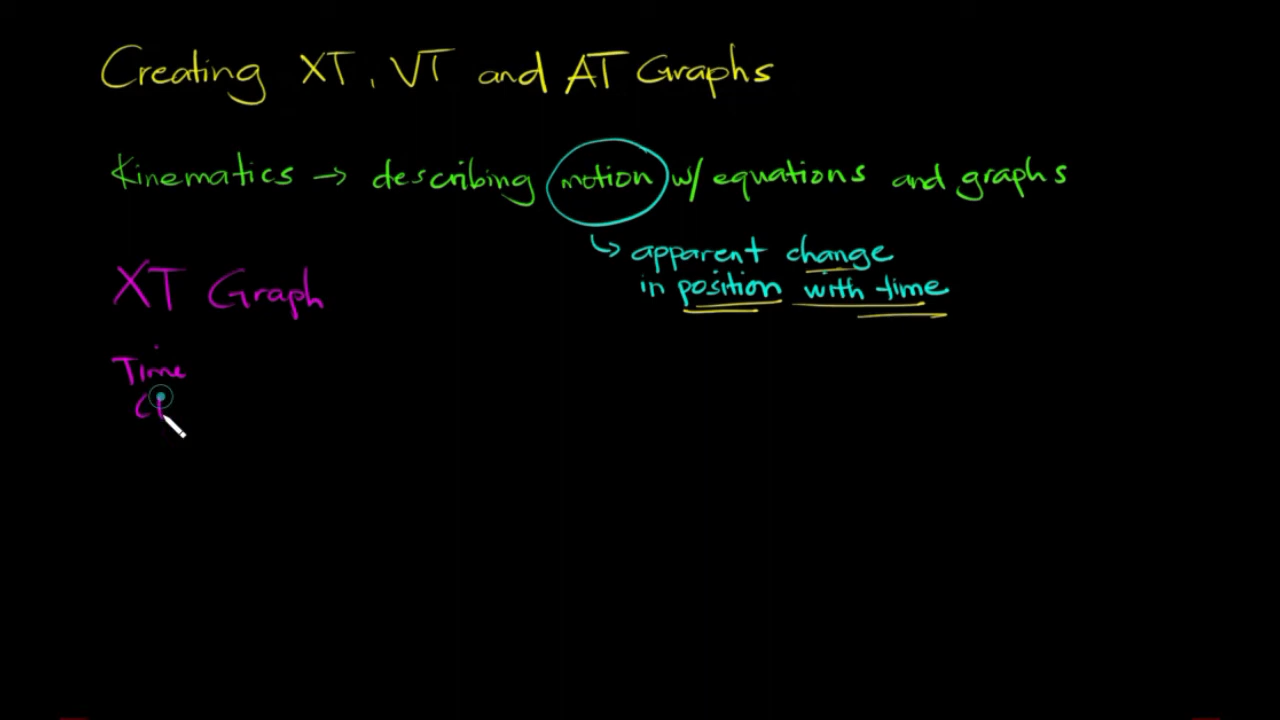 Creating XT, VT and AT Graphs
Kinematics → describing motion w/ equations and graphs
↳ apparent change
in position with time
XT Graph
Time